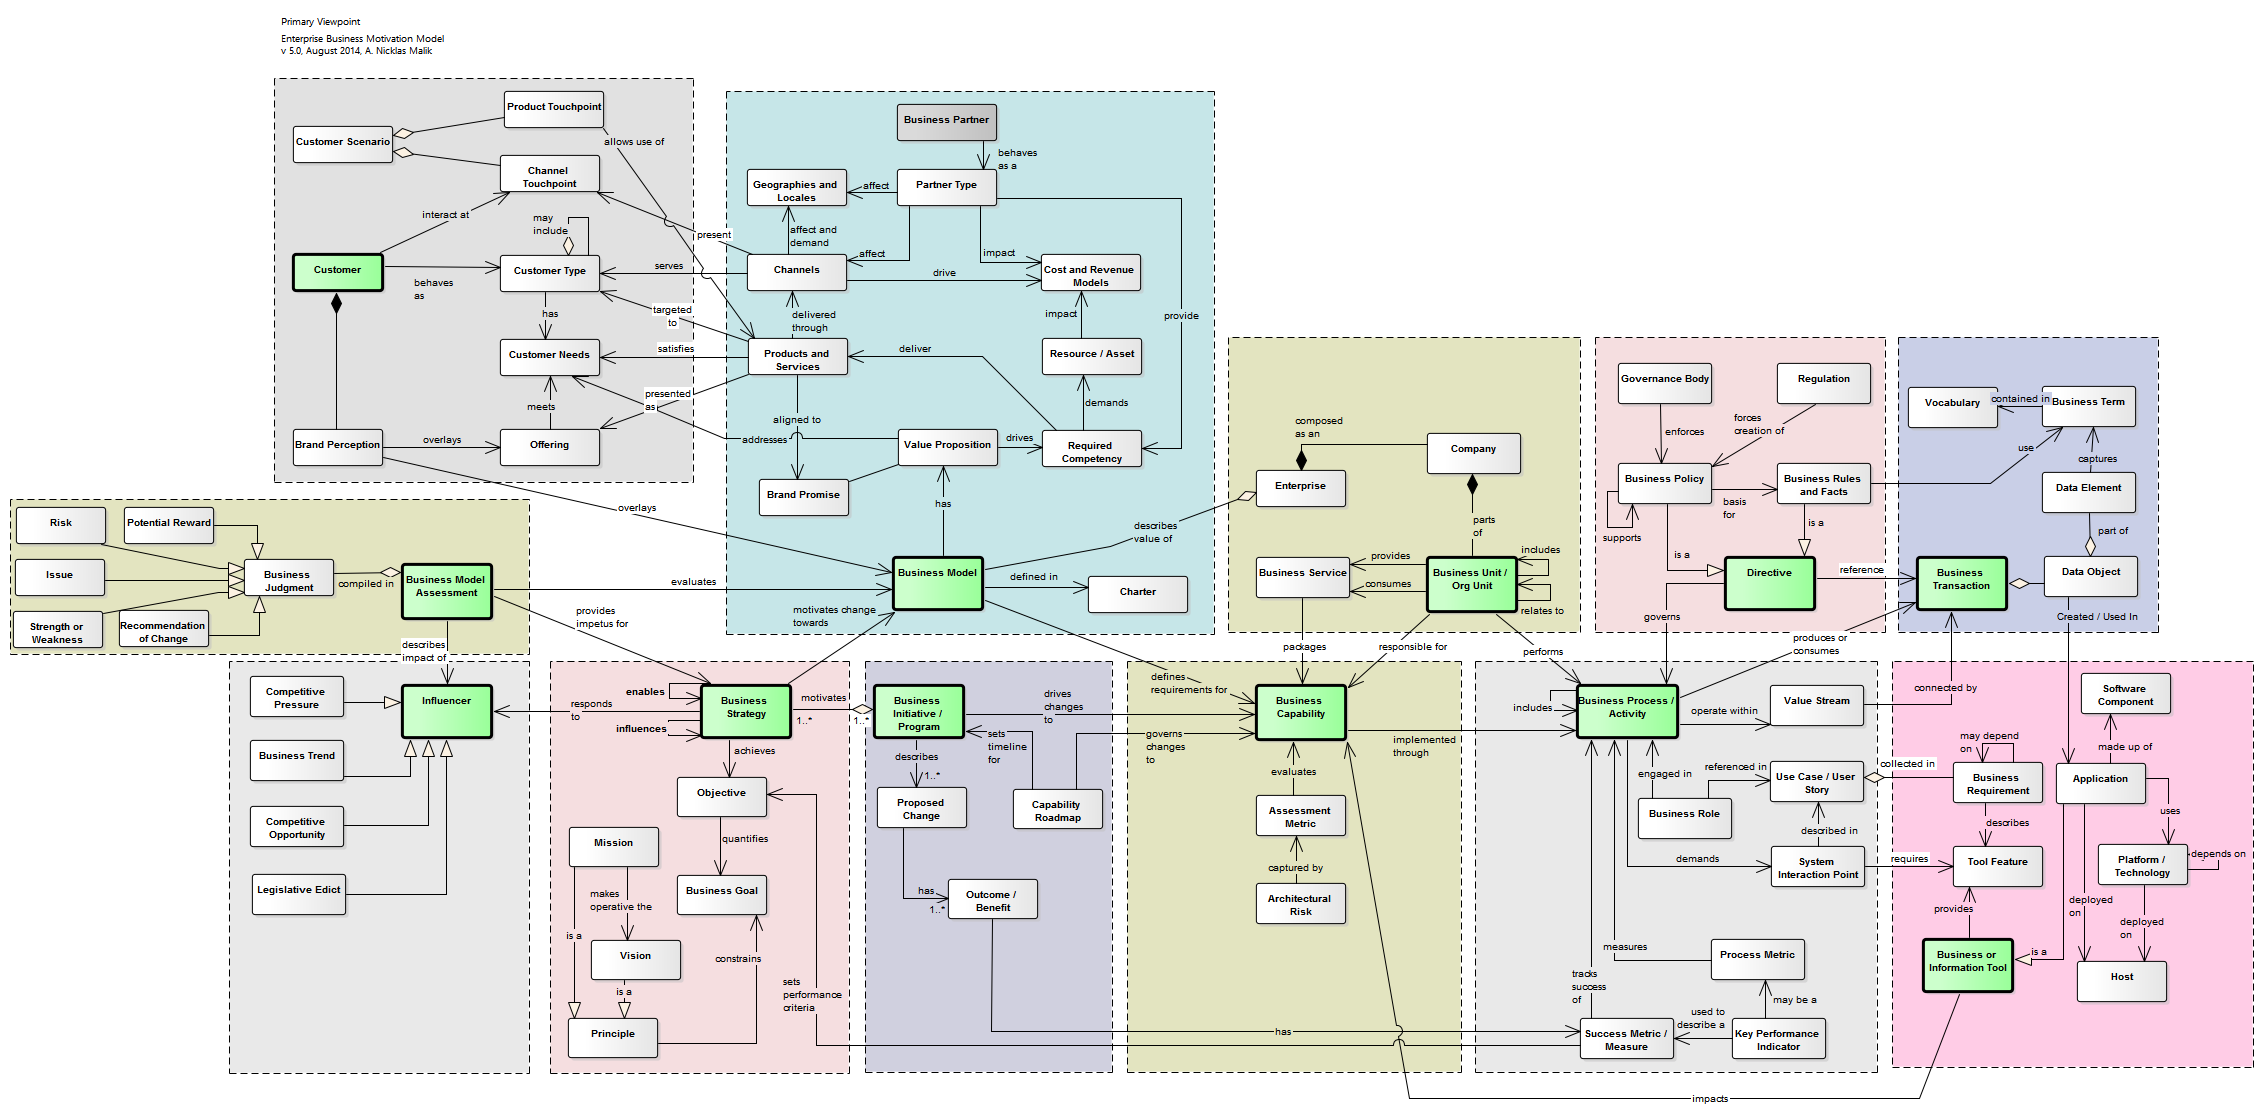 Primary Viewpoint
Enterprise Business Motivation Model
v 5.0, August 2014, A. Nicklas Malik
Product Touchpoint
Customer Scenario
allows use of
Channel
Touchpoint
interact at
may
include
Customer
Customer Type
behaves
as
has
Customer Needs
meets
Brand Perception
overlays
Offering
present
serves
targeted
to
satisfies
presented
as
Business Partner
behaves
as a
Geographies and
Locales
affect
Partner Type
affect and
demand
affect
impact
Channels
drive
Cost and Revenue
Models
delivered
through
impact
provide
Products and
Services
deliver
Resource / Asset
demands
aligned to
addresses
Value Proposition
drives
Required
Competency
Brand Promise
has
overlays
describes
value of
Business Model
defined in
Charter
evaluates
motivates change
towards
composed
as an
Company
Enterprise
parts
of
Business Service
provides
consumes
Business Unit /
Org Unit
includes
relates to
packages
responsible for
performs
Governance Body
Regulation
enforces
forces
creation of
Business Policy
basis
for
Business Rules
and Facts
supports
is a
is a
Directive
governs
reference
use
Vocabulary
contained in
Business Term
captures
Data Element
part of
Business
Transaction
Data Object
Created / Used In
produces or
consumes
connected by
Risk
Potential Reward
Issue
Business
Judgment
compiled in
Business Model
Assessment
Strength or
Weakness
Recommendation
of Change
provides
impetus for
describes
impact of
Competitive
Pressure
Influencer
Business Trend
Competitive
Opportunity
Legislative Edict
responds
to
enables
influences
Business
Strategy
motivates
1..*
1..*
achieves
Objective
quantifies
Mission
makes
operative the
Business Goal
is a
Vision
constrains
is a
Principle
sets
performance
criteria
Business
Initiative /
Program
drives
changes
to
describes
1..*
sets
timeline
for
Proposed
Change
Capability
Roadmap
has
1..*
Outcome /
Benefit
has
defines
requirements for
governs
changes
to
Business
Capability
implemented
through
evaluates
Assessment
Metric
captured by
Architectural
Risk
includes
Business Process /
Activity
operate within
Value Stream
engaged in
referenced in
Use Case / User
Story
Business Role
described in
demands
System
Interaction Point
requires
measures
Process Metric
tracks
success
of
may be a
used to
describe a
Success Metric /
Measure
Key Performance
Indicator
Software
Component
may depend
on
made up of
collected in
Business
Requirement
Application
uses
describes
Tool Feature
Platform /
Technology
depends on
provides
deployed
on
deployed
on
Business or
Information Tool
is a
Host
impacts